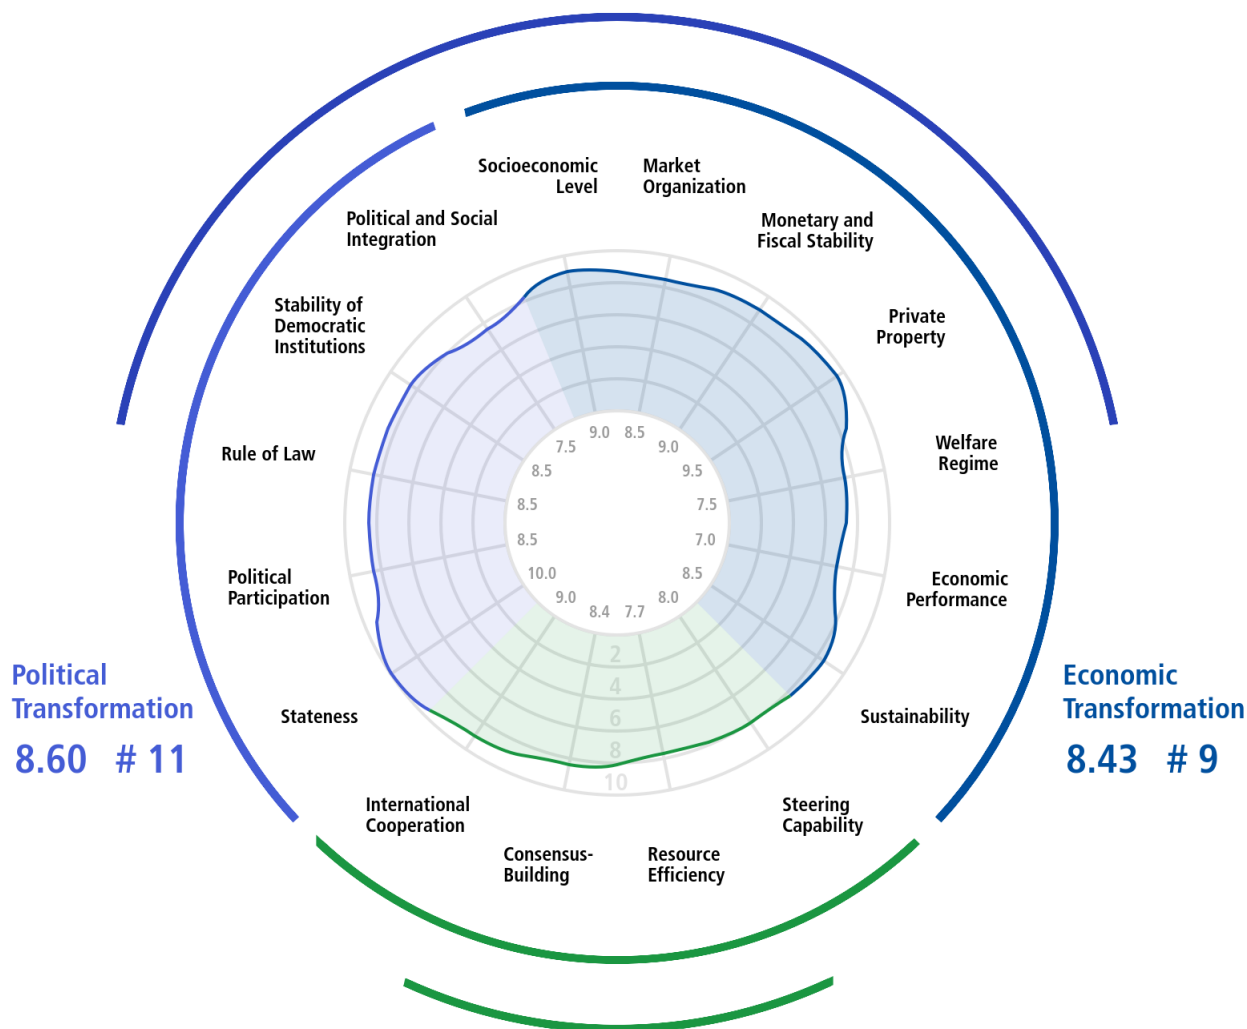 Socioeconomic
Level
Market
Organization
Political and Social
Integration
Monetary and
Fiscal Stability
Stability of
Democratic
Institutions
Private
Property
Rule of Law
Welfare
Regime
Political
Participation
Economic
Performance
Stateness
Sustainability
International
Cooperation
Steering
Capability
Consensus-
Building
Resource
Efficiency
9.0
8.5
7.5
9.0
8.5
9.5
8.5
7.5
8.5
7.0
10.0
8.5
9.0
8.0
8.4
7.7
2
4
6
8
10
Political
Transformation
8.60 # 11
Economic
Transformation
8.43 # 9